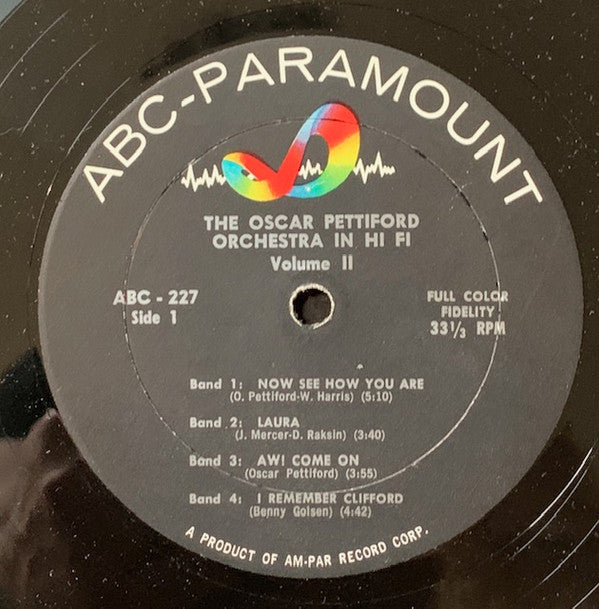 ABC-PARAMOUNT
THE OSCAR PETTIFORD
ORCHESTRA IN HI FI
Volume II
ABC - 227
Side 1
FULL COLOR
FIDELITY
33⅓ RPM
Band 1: NOW SEE HOW YOU ARE
(O. Pettiford-W. Harris) (5:10)
Band 2: LAURA
(J. Mercer-D. Raksin) (3:40)
Band 3: AW! COME ON
(Oscar Pettiford) (3:55)
Band 4: I REMEMBER CLIFFORD
(Benny Golsen) (4:42)
A PRODUCT OF AM-PAR RECORD CORP.